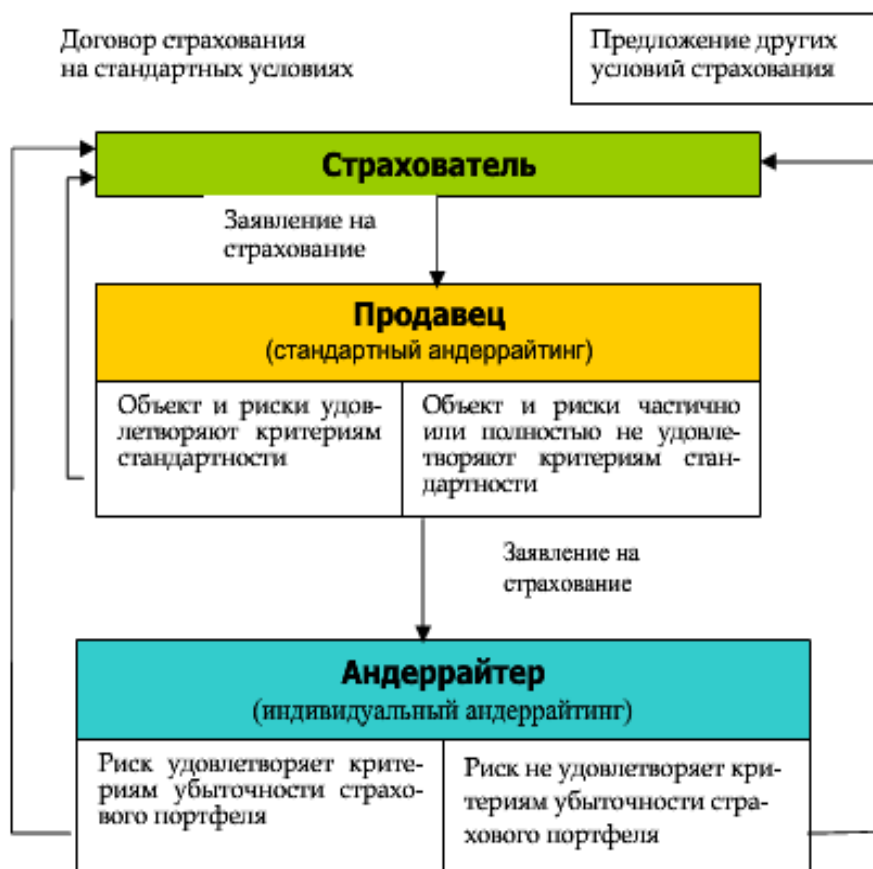 Договор страхования
на стандартных условиях
Предложение других
условий страхования
Страхователь
Заявление на
страхование
Продавец
(стандартный андеррайтинг)
Объект и риски удов-
летворяют критериям
стандартности
Объект и риски частично
или полностью не удовле-
творяют критериям стан-
дартности
Заявление на
страхование
Андеррайтер
(индивидуальный андеррайтинг)
Риск удовлетворяет крите-
риям убыточности страхо-
вого портфеля
Риск не удовлетворяет кри-
териям убыточности стра-
хового портфеля